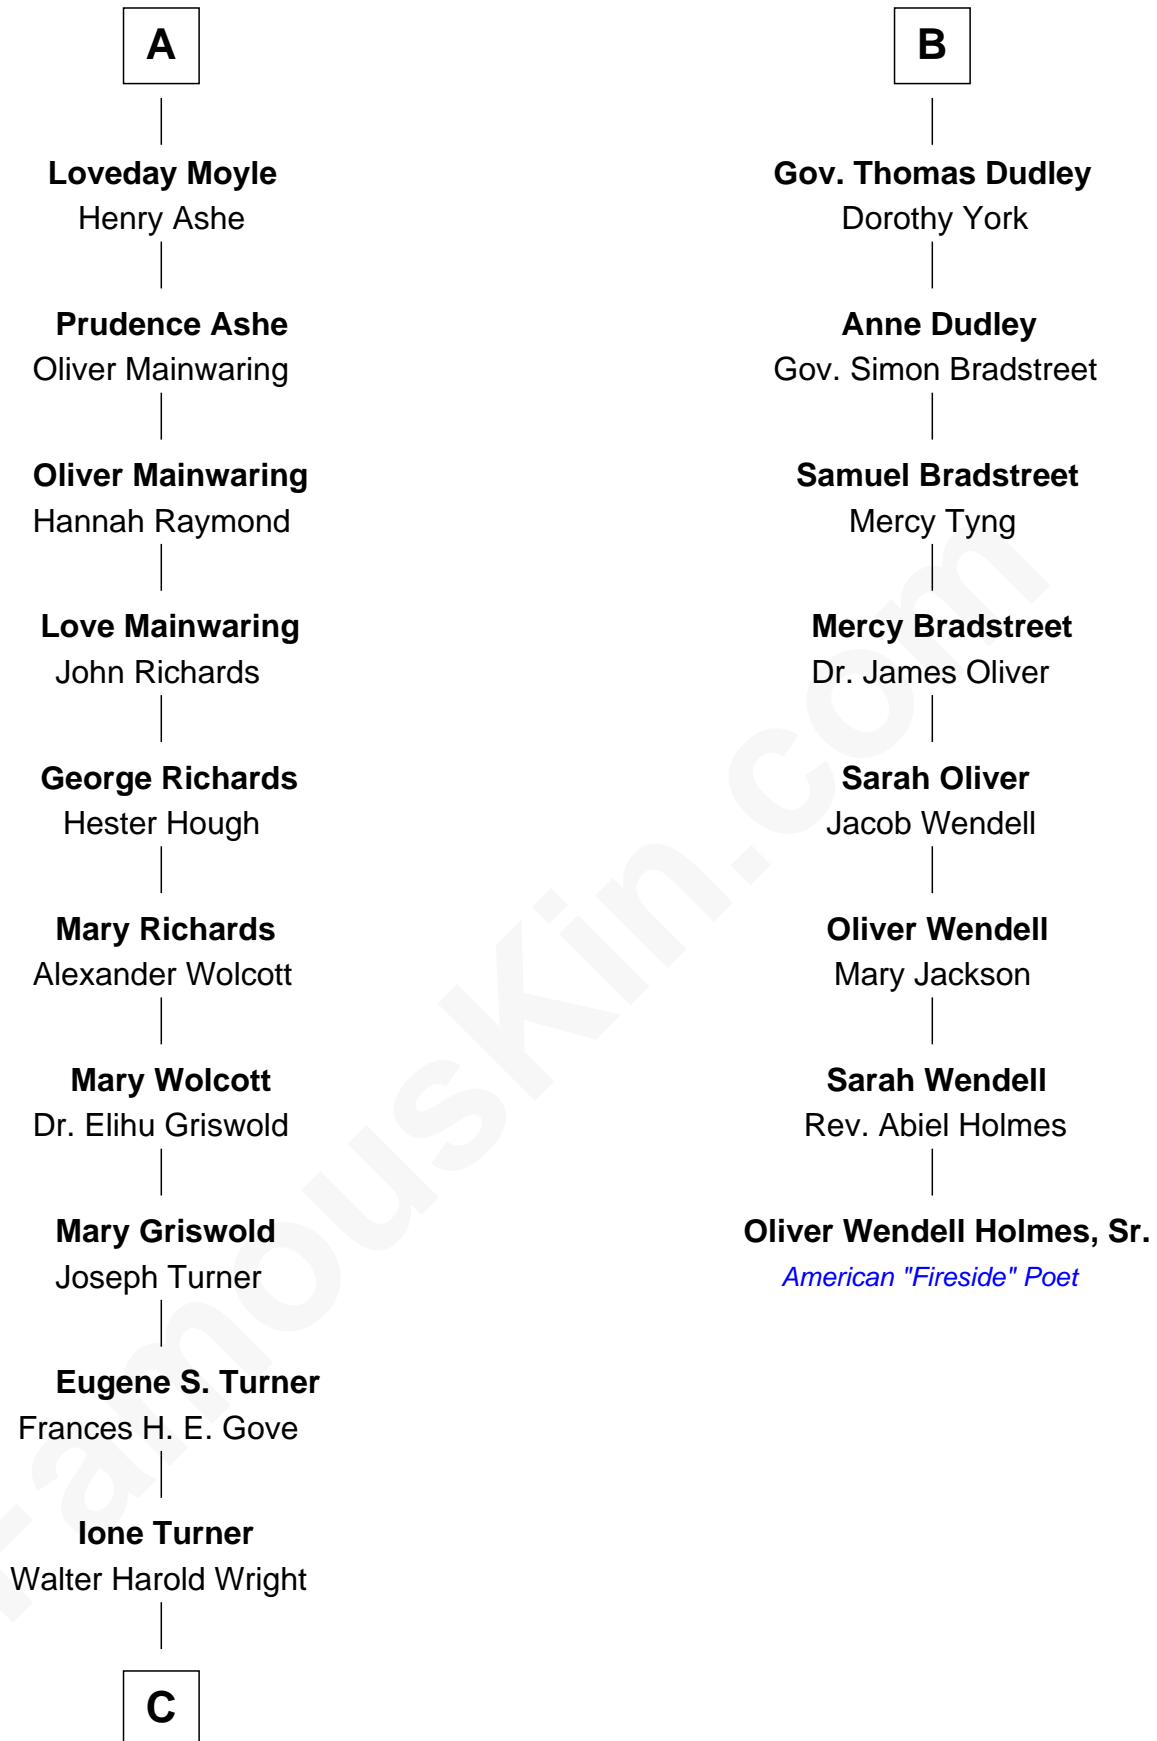 A
Loveday Moyle
Henry Ashe
Prudence Ashe
Oliver Mainwaring
Oliver Mainwaring
Hannah Raymond
Love Mainwaring
John Richards
George Richards
Hester Hough
Mary Richards
Alexander Wolcott
Mary Wolcott
Dr. Elihu Griswold
Mary Griswold
Joseph Turner
Eugene S. Turner
Frances H. E. Gove
Ione Turner
Walter Harold Wright
C
B
Gov. Thomas Dudley
Dorothy York
Anne Dudley
Gov. Simon Bradstreet
Samuel Bradstreet
Mercy Tyng
Mercy Bradstreet
Dr. James Oliver
Sarah Oliver
Jacob Wendell
Oliver Wendell
Mary Jackson
Sarah Wendell
Rev. Abiel Holmes
Oliver Wendell Holmes, Sr.
American "Fireside" Poet
FamousKin.com